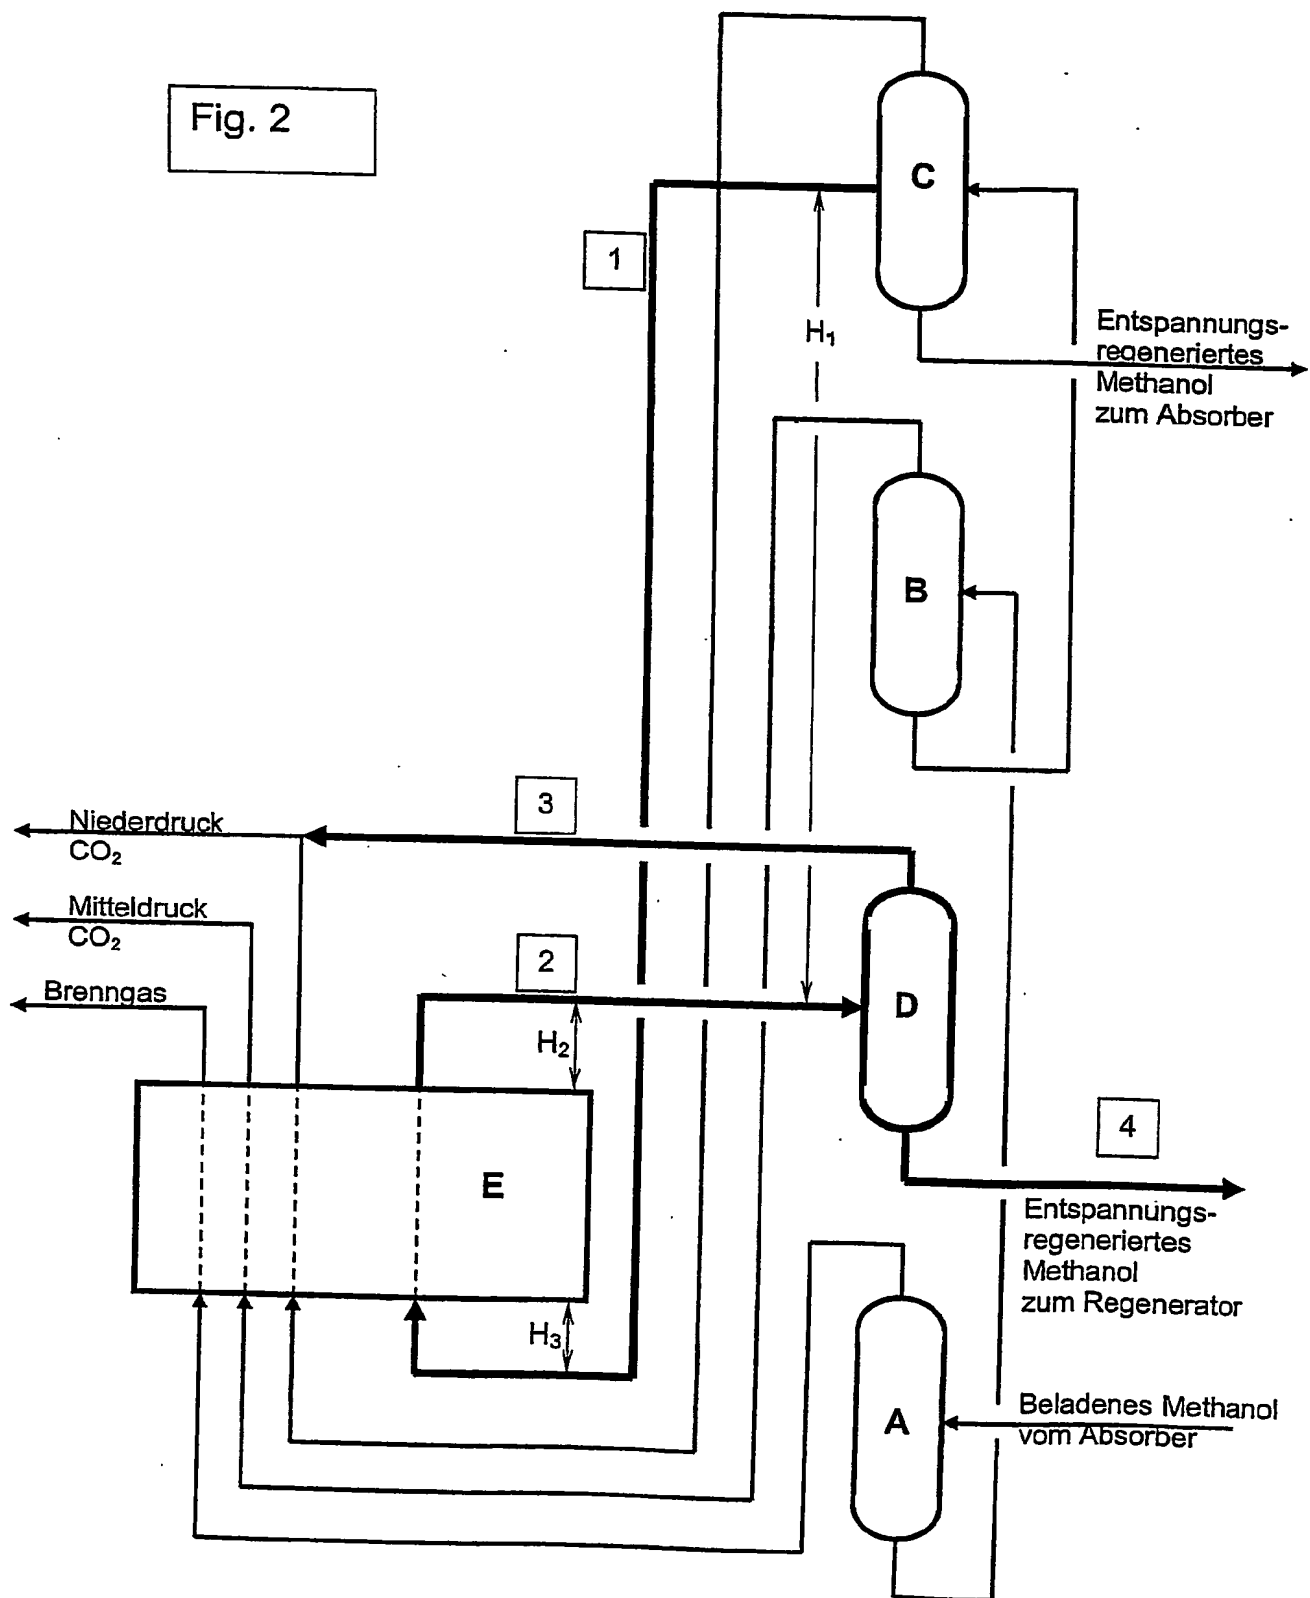 Fig. 2
C
1
H₁
Entspannungs-
regeneriertes
Methanol
zum Absorber
B
3
Niederdruck
CO₂
Mitteldruck
CO₂
2
Brenngas
D
H₂
4
E
Entspannungs-
regeneriertes
Methanol
zum Regenerator
H₃
A
Beladenes Methanol
vom Absorber